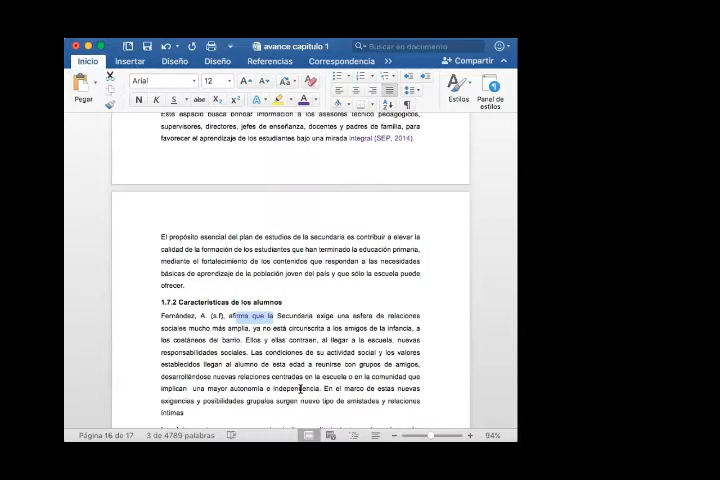 avance capitulo 1
Buscar en documento
Inicio Insertar Diseño Diseño Referencias Correspondencia >> Compartir
Pegar Arial 12 Estilos Panel de estilos
N K S abc X₂ X²
Este espacio busca brindar información a los asesores técnico pedagógicos,
supervisores, directores, jefes de enseñanza, docentes y padres de familia, para
favorecer el aprendizaje de los estudiantes bajo una mirada integral (SEP, 2014).
El propósito esencial del plan de estudios de la secundaria es contribuir a elevar la
calidad de la formación de los estudiantes que han terminado la educación primaria,
mediante el fortalecimiento de los contenidos que respondan a las necesidades
básicas de aprendizaje de la población joven del país y que sólo la escuela puede
ofrecer.
1.7.2 Características de los alumnos
Fernández, A. (s.f), afirma que la Secundaria exige una esfera de relaciones
sociales mucho más amplia, ya no está circunscrita a los amigos de la infancia, a
los coetáneos del barrio. Ellos y ellas contraen, al llegar a la escuela, nuevas
responsabilidades sociales. Las condiciones de su actividad social y los valores
establecidos llegan al alumno de esta edad a reunirse con grupos de amigos,
desarrollándose nuevas relaciones centradas en la escuela o en la comunidad que
implican una mayor autonomía e independencia. En el marco de estas nuevas
exigencias y posibilidades grupales surgen nuevo tipo de amistades y relaciones
íntimas
Página 16 de 17 3 de 4789 palabras 94%